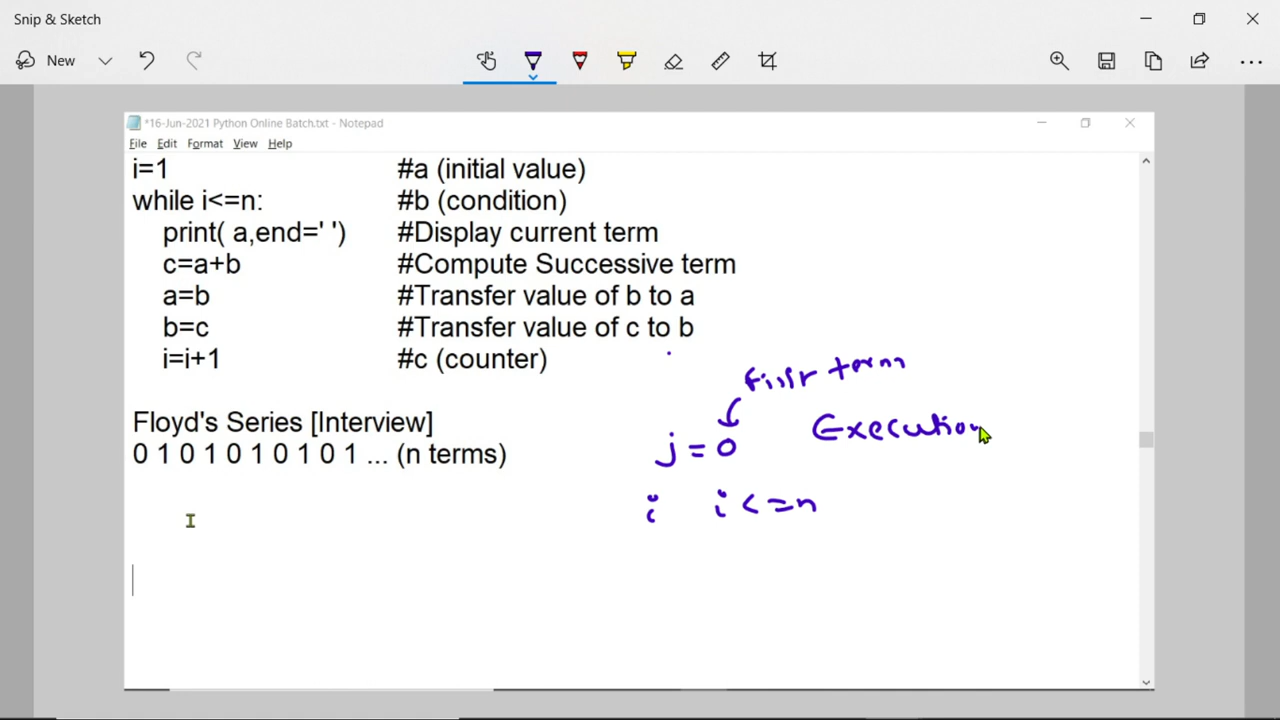 Snip & Sketch
New
*16-Jun-2021 Python Online Batch.txt - Notepad
File Edit Format View Help
i=1 #a (initial value)
while i<=n: #b (condition)
print( a,end=' ') #Display current term
c=a+b #Compute Successive term
a=b #Transfer value of b to a
b=c #Transfer value of c to b
i=i+1 #c (counter)
First term
Floyd's Series [Interview]
Execution
0 1 0 1 0 1 0 1 0 1 ... (n terms)
j=0
i i<=n